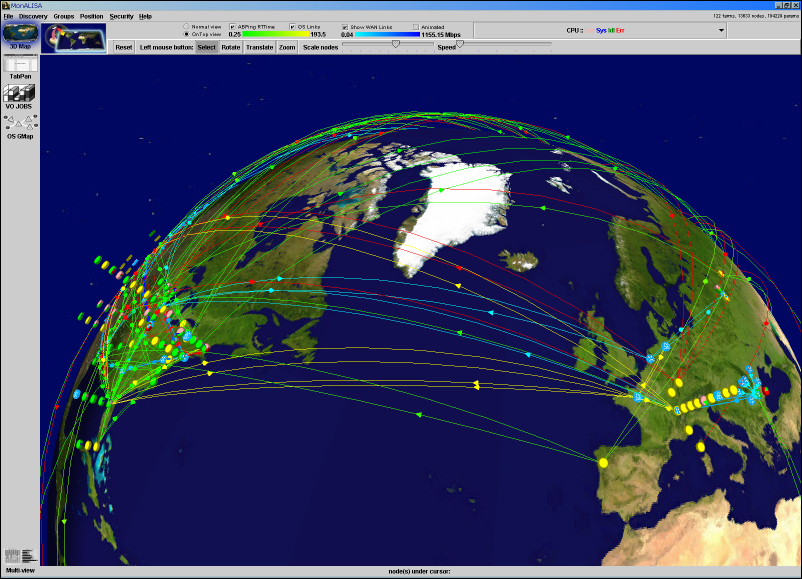 MonALISA
File Discovery Groups Position Security Help
122 farms, 13633 nodes, 194226 params
3D Map
Normal view
OnTop view
ABPing RTTime
0.25 193.5
OS Links
Show WAN Links
0.04 1155.15 Mbps
Animated
CPU :: Sys Idl Err
Reset Left mouse button: Select Rotate Translate Zoom Scale nodes Speed
TabPan
VO JOBS
OS GMap
Multi-view
node(s) under cursor: